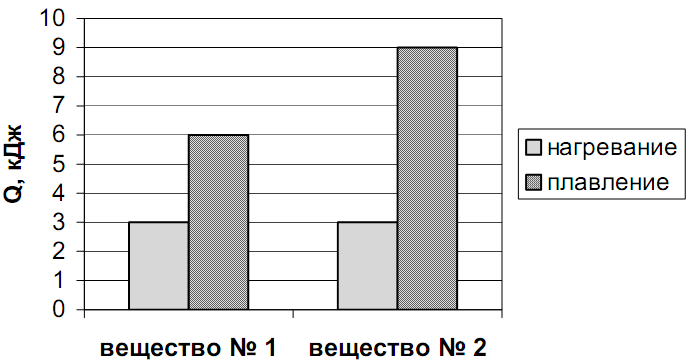 10
9
8
7
6
5
4
3
2
1
0
Q, кДж
вещество № 1
вещество № 2
нагревание
плавление